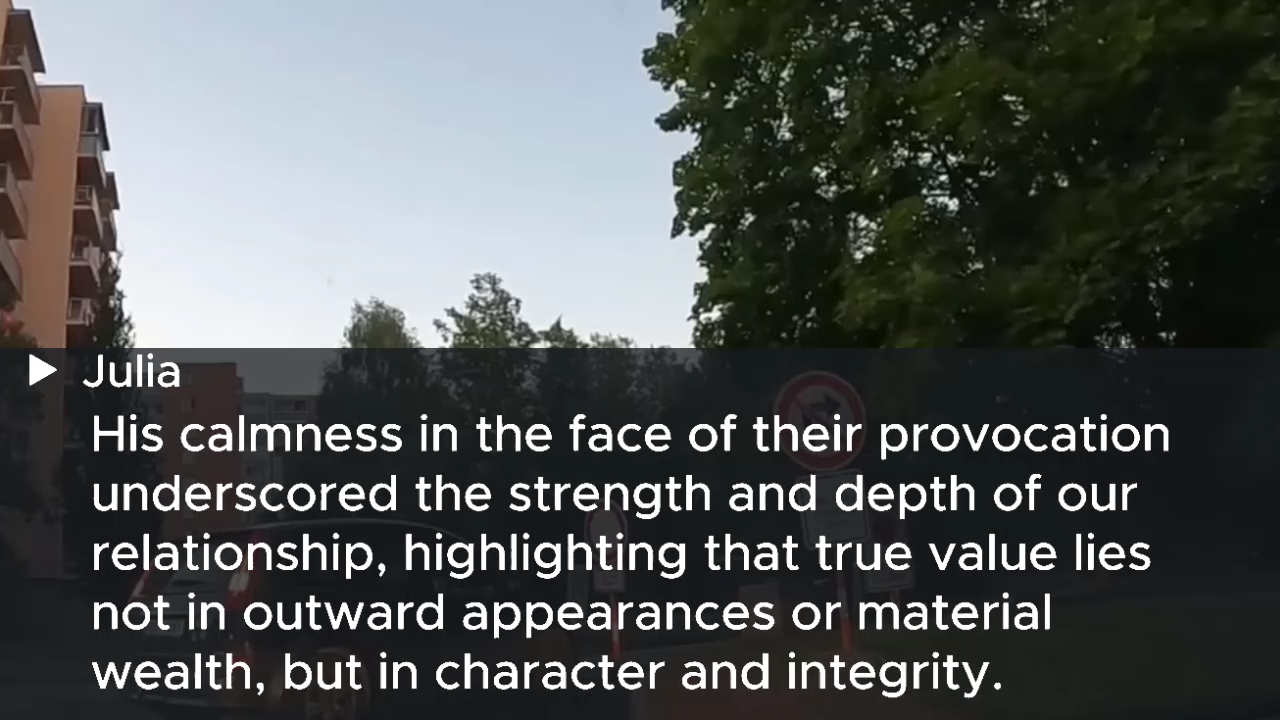 Julia
His calmness in the face of their provocation
underscored the strength and depth of our
relationship, highlighting that true value lies
not in outward appearances or material
wealth, but in character and integrity.